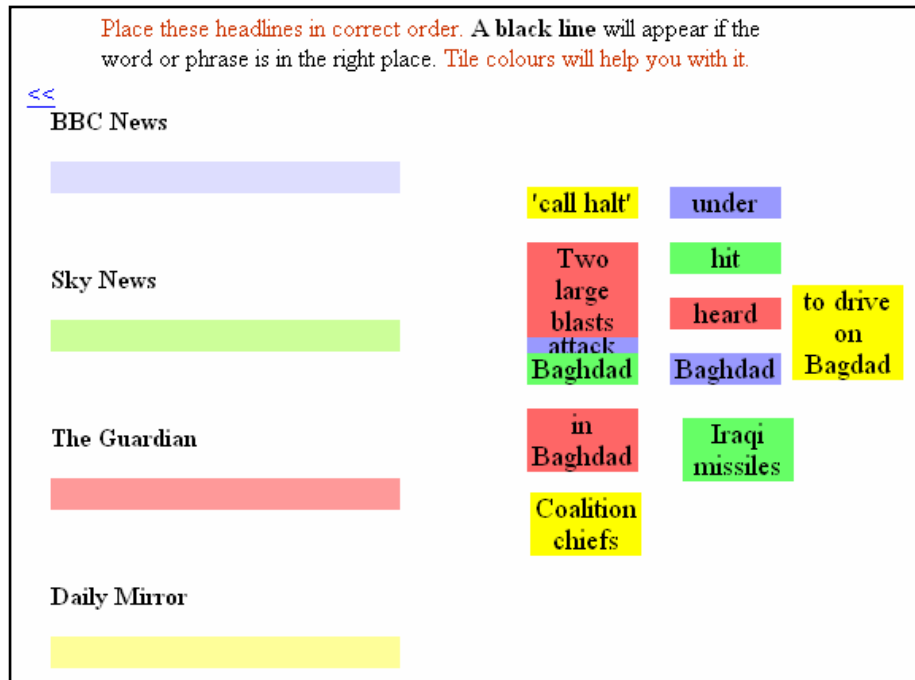 Place these headlines in correct order. A black line will appear if the
word or phrase is in the right place. Tile colours will help you with it.
<<
BBC News
Sky News
The Guardian
Daily Mirror
'call halt'
under
Two
large
blasts
hit
heard
to drive
on
Bagdad
attack
Baghdad
Baghdad
in
Baghdad
Iraqi
missiles
Coalition
chiefs